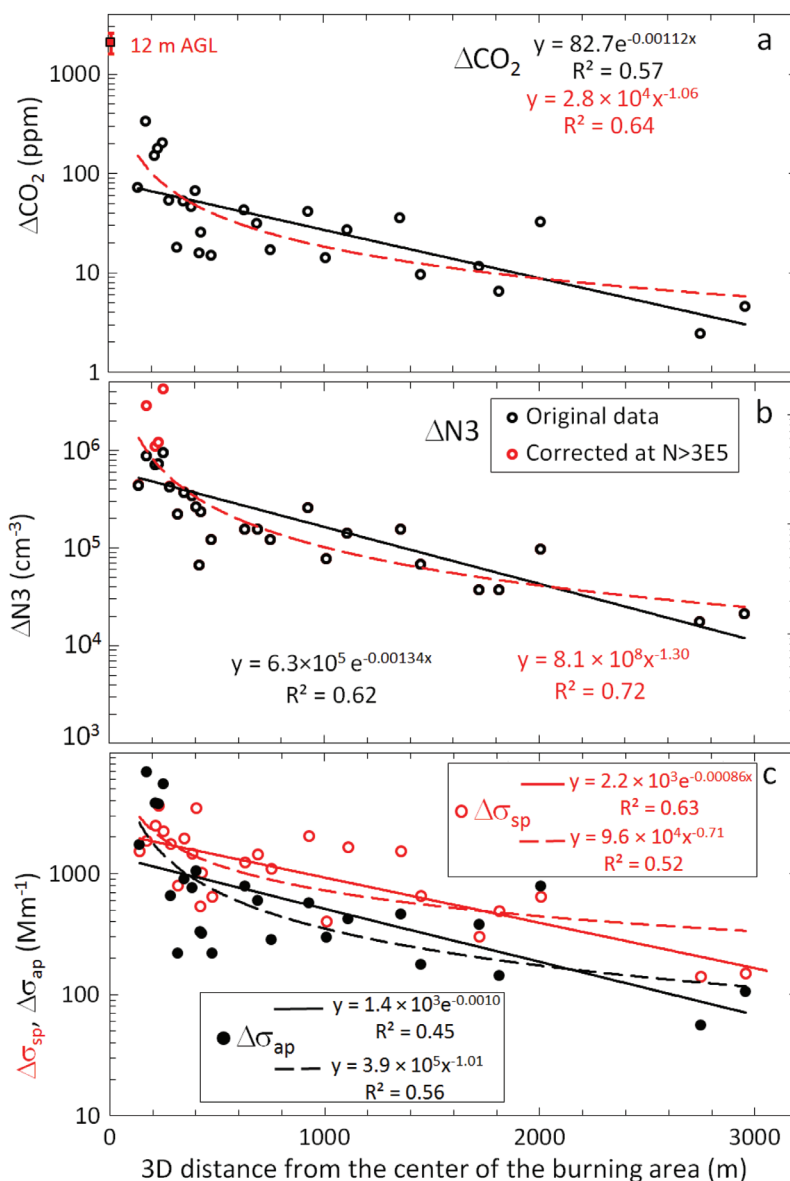 12 m AGL
a
ΔCO₂
y = 82.7e^-0.00112x
R² = 0.57
y = 2.8 × 10⁴x^-1.06
R² = 0.64
1000
100
10
1
ΔCO₂ (ppm)
b
ΔN3
Original data
Corrected at N>3E5
10⁶
10⁵
10⁴
10³
ΔN3 (cm⁻³)
y = 6.3×10⁵ e^-0.00134x
R² = 0.62
y = 8.1 × 10⁸x^-1.30
R² = 0.72
c
Δσsp
y = 2.2 × 10³e^-0.00086x
R² = 0.63
y = 9.6 × 10⁴x^-0.71
R² = 0.52
1000
100
10
Δσsp, Δσap (Mm⁻¹)
Δσap
y = 1.4 × 10³e^-0.0010
R² = 0.45
y = 3.9 × 10⁵x^-1.01
R² = 0.56
0 1000 2000 3000
3D distance from the center of the burning area (m)